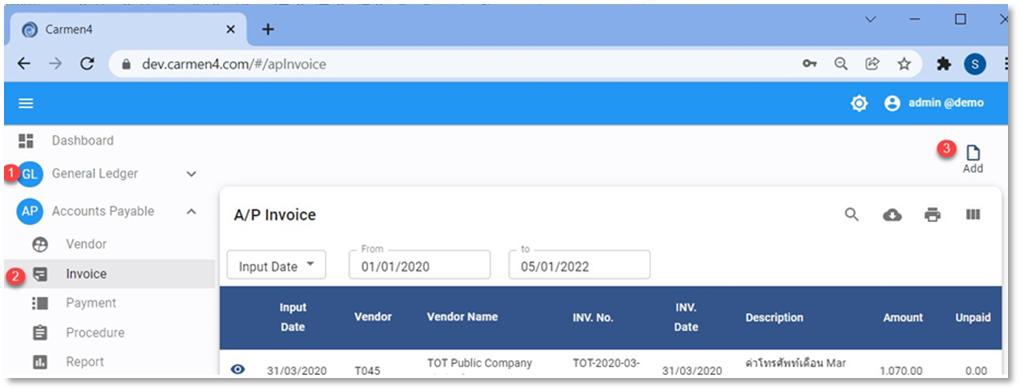 Carmen4
dev.carmen4.com/#/apInvoice
S
admin @demo
Dashboard
3
Add
1 GL General Ledger
AP Accounts Payable
A/P Invoice
Vendor
From
to
Input Date 01/01/2020 05/01/2022
2 Invoice
Payment
Procedure
Report
Input Date Vendor Vendor Name INV. No. INV. Date Description Amount Unpaid
31/03/2020 T045 TOT Public Company TOT-2020-03- 31/03/2020 ค่าโทรศัพท์เดือน Mar 1,070.00 0.00